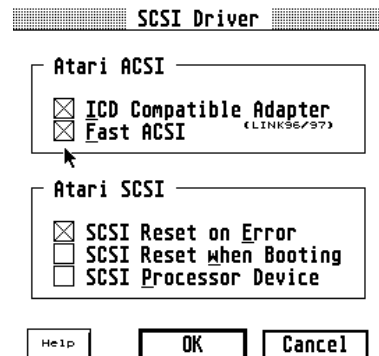 SCSI Driver
Atari ACSI
ICD Compatible Adapter
Fast ACSI (LINK96/97)
Atari SCSI
SCSI Reset on Error
SCSI Reset when Booting
SCSI Processor Device
Help OK Cancel